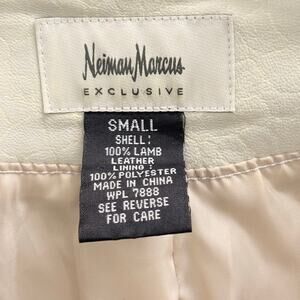 Neiman Marcus
EXCLUSIVE
SMALL
SHELL:
100% LAMB
LEATHER
LINING:
100% POLYESTER
MADE IN CHINA
WPL 7888
SEE REVERSE
FOR CARE